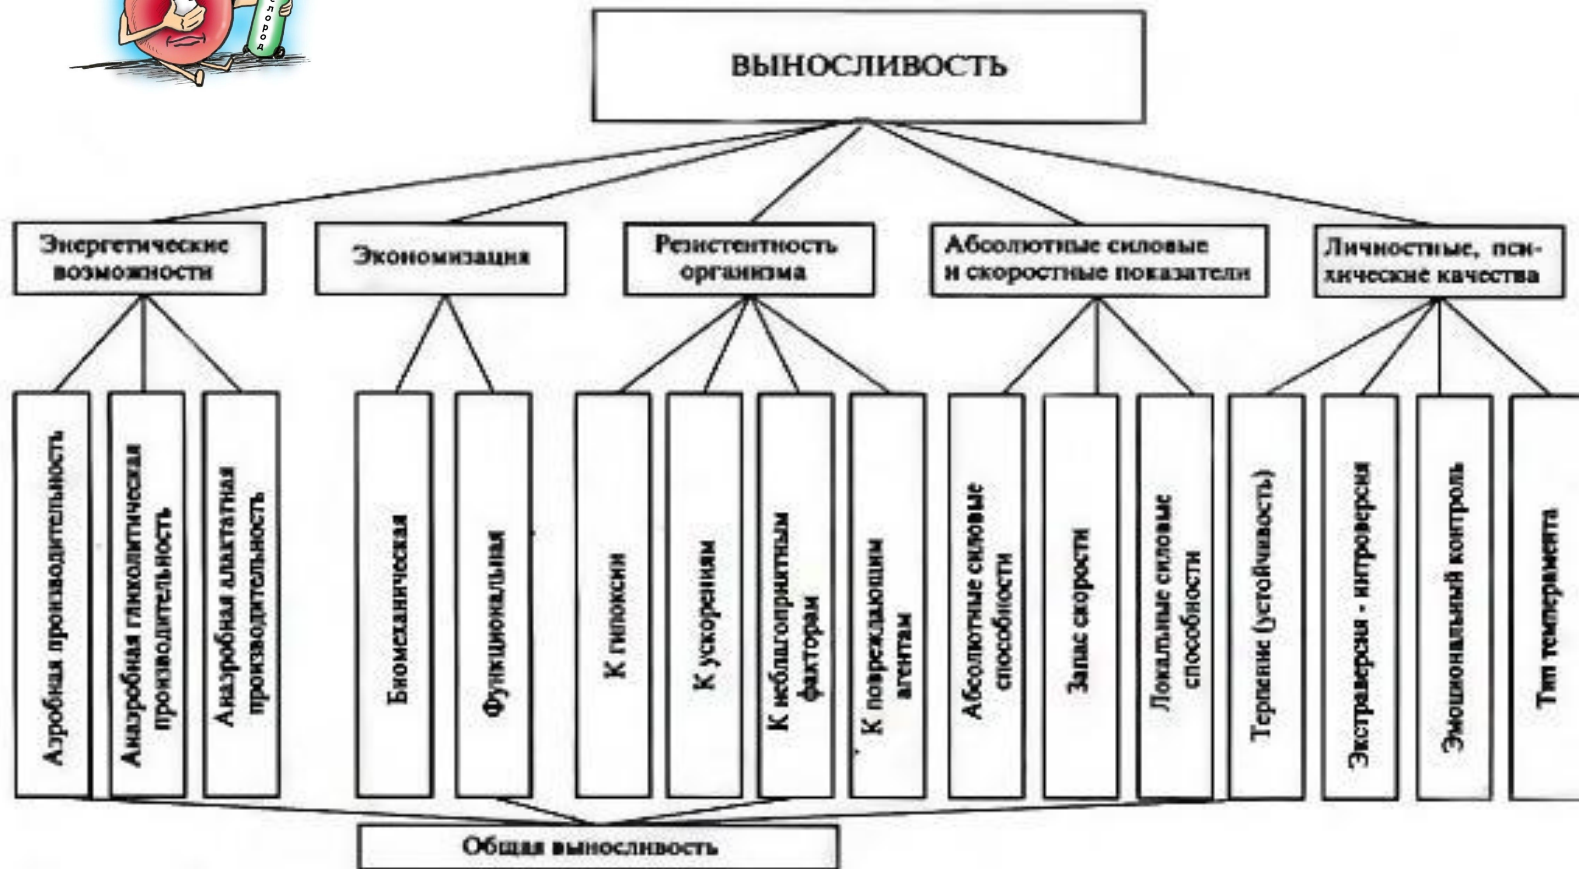 лород
ВЫНОСЛИВОСТЬ
Энергетические
возможности
Экономизация
Резистентность
организма
Абсолютные силовые
и скоростные показатели
Личностные, пси-
хические качества
Аэробная производительность
Анаэробная гликолитическая
производительность
Анаэробная алактатная
производительность
Биомеханическая
Функциональная
К гипоксии
К ускорениям
К неблагоприятным
факторам
К повреждающим
агентам
Абсолютные силовые
способности
Запас скорости
Локальные силовые
способности
Терпение (устойчивость)
Экстраверсия - интроверсия
Эмоциональный контроль
Тип темперамента
Общая выносливость